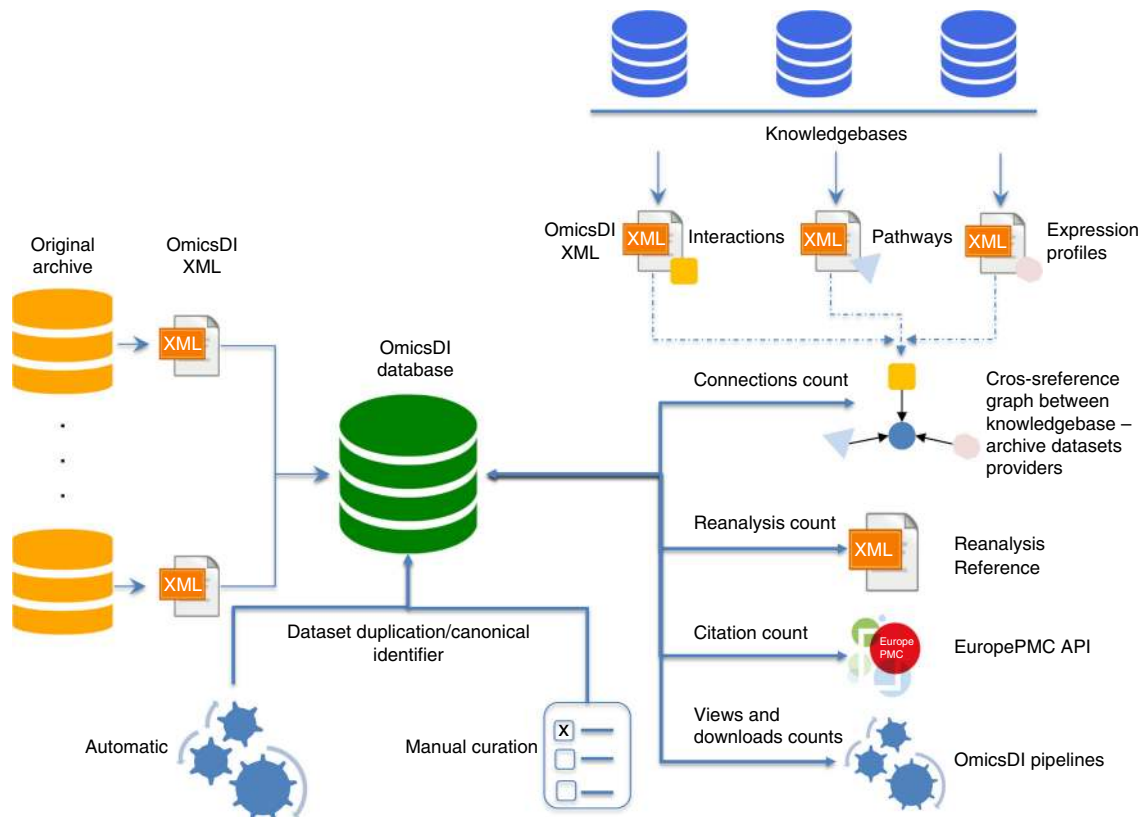 Knowledgebases
OmicsDI
XML
XML
Interactions
XML
Pathways
XML
Expression
profiles
Original
archive
OmicsDI
XML
XML
XML
OmicsDI
database
Connections count
Cros-sreference
graph between
knowledgebase –
archive datasets
providers
Reanalysis count
XML
Reanalysis
Reference
Citation count
Europe
PMC
EuropePMC API
Views and
downloads counts
OmicsDI pipelines
Dataset duplication/canonical
identifier
Automatic
Manual curation
X